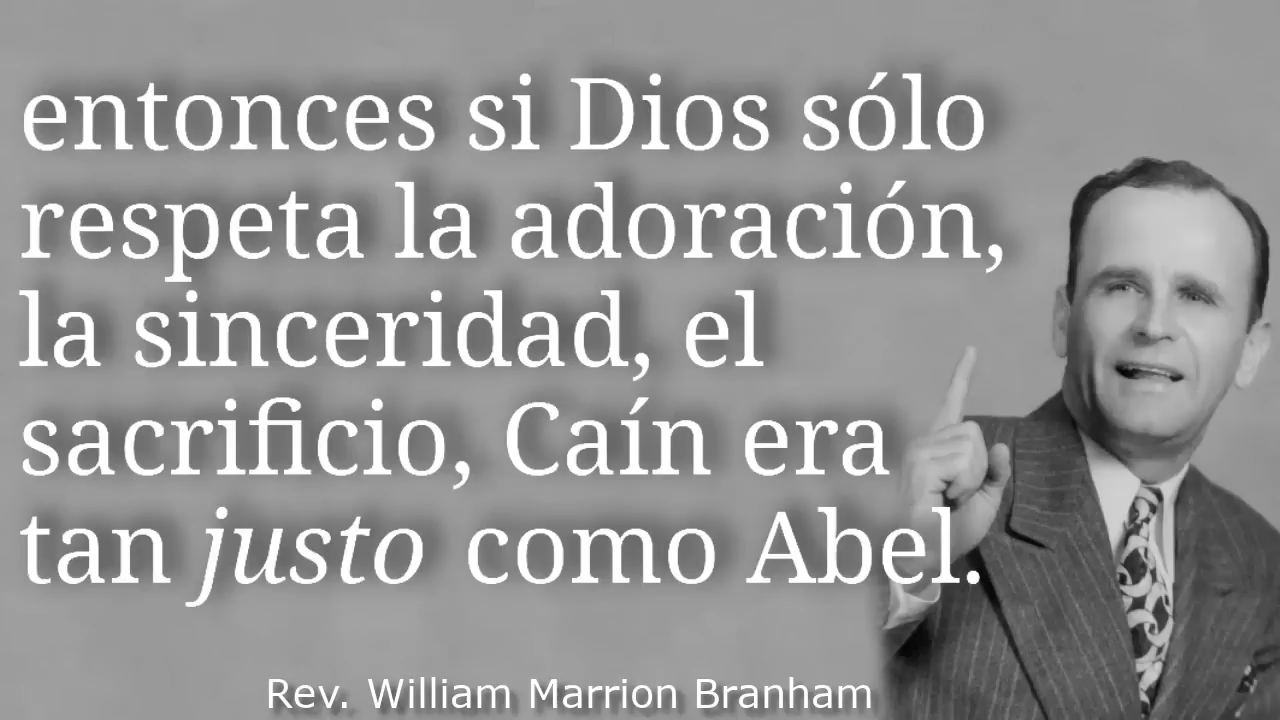 entonces si Dios sólo
respeta la adoración,
la sinceridad, el
sacrificio, Caín era
tan justo como Abel.
Rev. William Marrion Branham